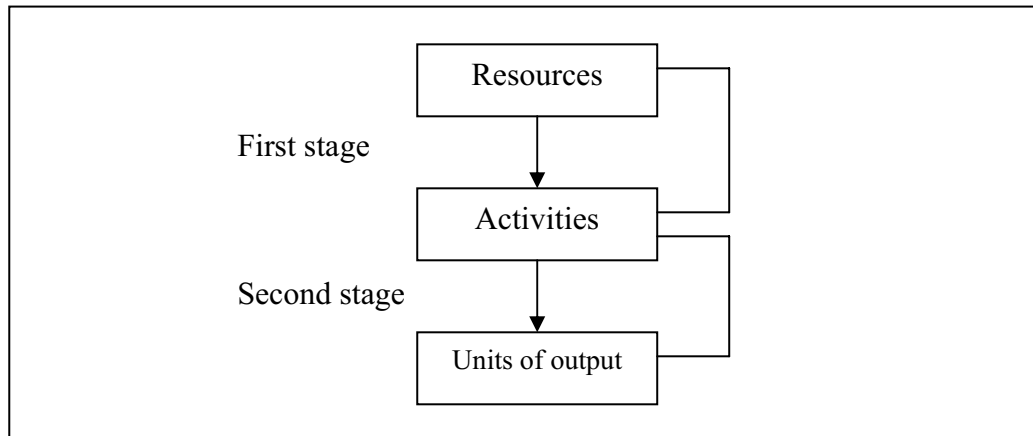 Resources
First stage
Activities
Second stage
Units of output